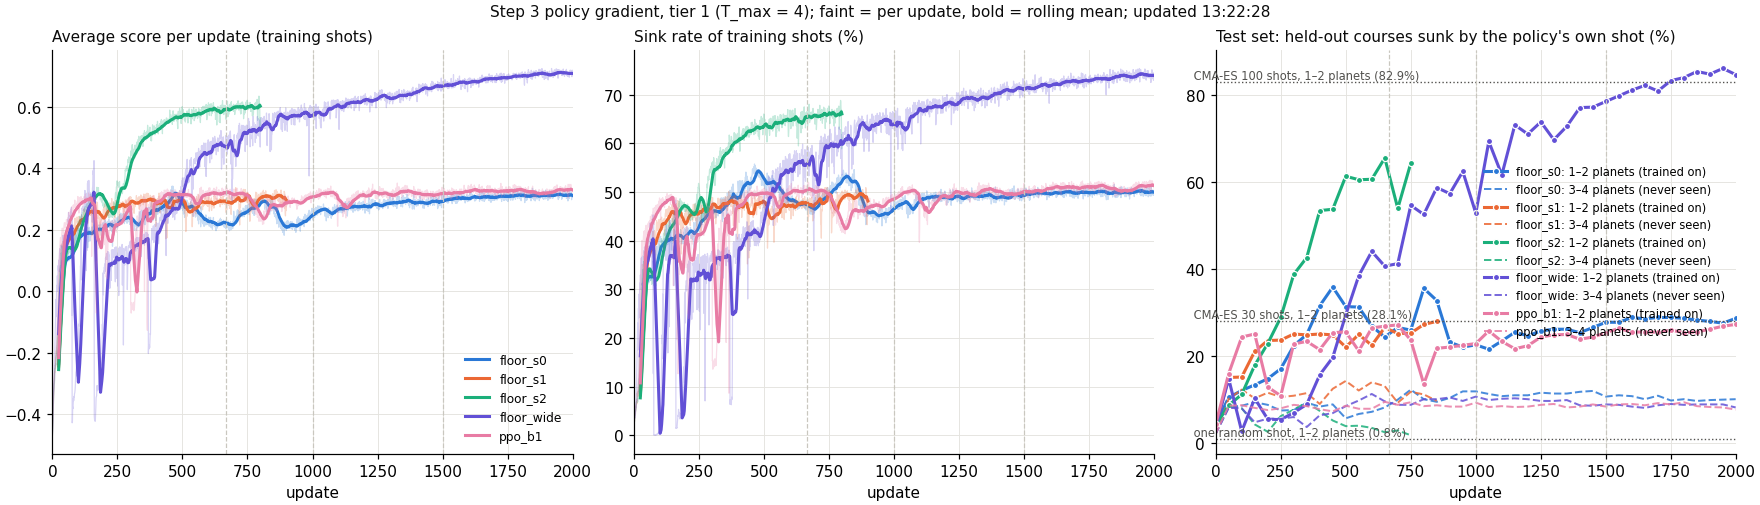 Step 3 policy gradient, tier 1 (T_max = 4); faint = per update, bold = rolling mean; updated 13:22:28
Average score per update (training shots)
0.6
0.4
0.2
0.0
−0.2
−0.4
0
250
500
750
1000
1250
1500
1750
2000
update
floor_s0
floor_s1
floor_s2
floor_wide
ppo_b1
Sink rate of training shots (%)
70
60
50
40
30
20
10
0
0
250
500
750
1000
1250
1500
1750
2000
update
Test set: held-out courses sunk by the policy's own shot (%)
CMA-ES 100 shots, 1–2 planets (82.9%)
CMA-ES 30 shots, 1–2 planets (28.1%)
one random shot, 1–2 planets (0.8%)
80
60
40
20
0
floor_s0: 1–2 planets (trained on)
floor_s0: 3–4 planets (never seen)
floor_s1: 1–2 planets (trained on)
floor_s1: 3–4 planets (never seen)
floor_s2: 1–2 planets (trained on)
floor_s2: 3–4 planets (never seen)
floor_wide: 1–2 planets (trained on)
floor_wide: 3–4 planets (never seen)
ppo_b1: 1–2 planets (trained on)
ppo_b1: 3–4 planets (never seen)
0
250
500
750
1000
1250
1500
1750
2000
update